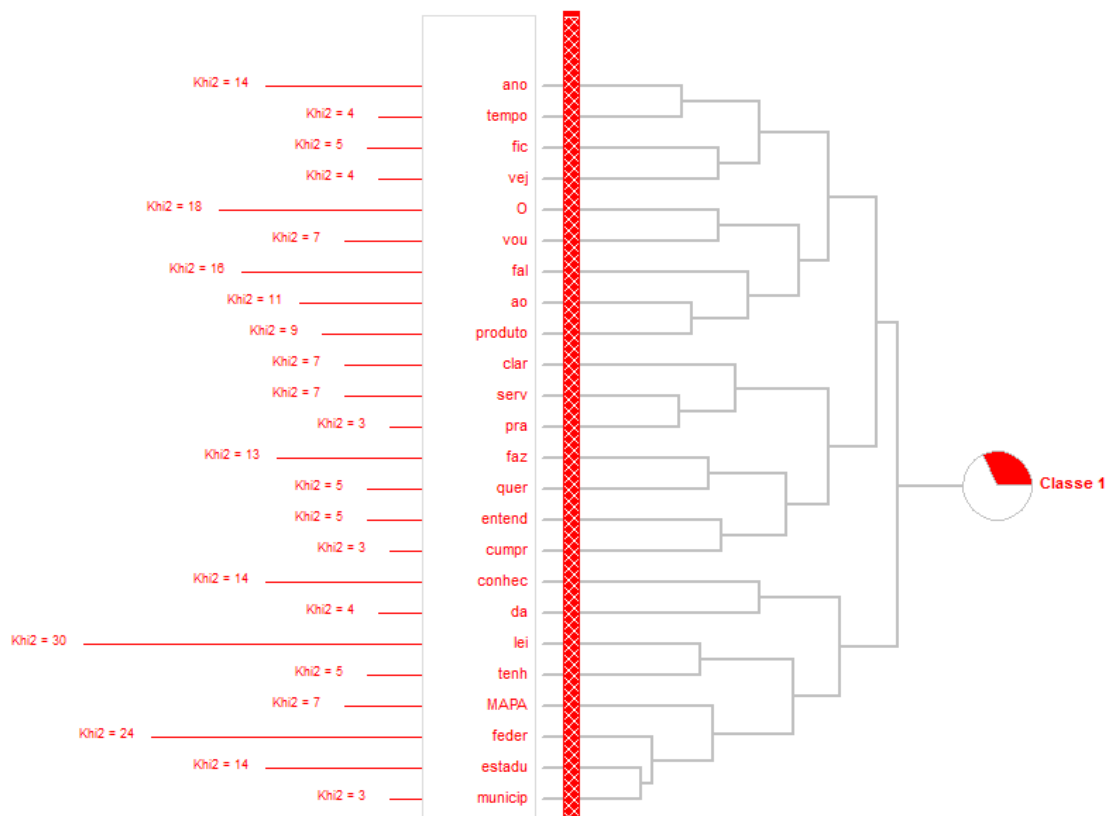 Khi2 = 14 ano
Khi2 = 4 tempo
Khi2 = 5 fic
Khi2 = 4 vej
Khi2 = 18 O
Khi2 = 7 vou
Khi2 = 16 fal
Khi2 = 11 ao
Khi2 = 9 produto
Khi2 = 7 clar
Khi2 = 7 serv
Khi2 = 3 pra
Khi2 = 13 faz
Khi2 = 5 quer
Khi2 = 5 entend
Khi2 = 3 cumpr
Khi2 = 14 conhec
Khi2 = 4 da
Khi2 = 30 lei
Khi2 = 5 tenh
Khi2 = 7 MAPA
Khi2 = 24 feder
Khi2 = 14 estadu
Khi2 = 3 municip
Classe 1